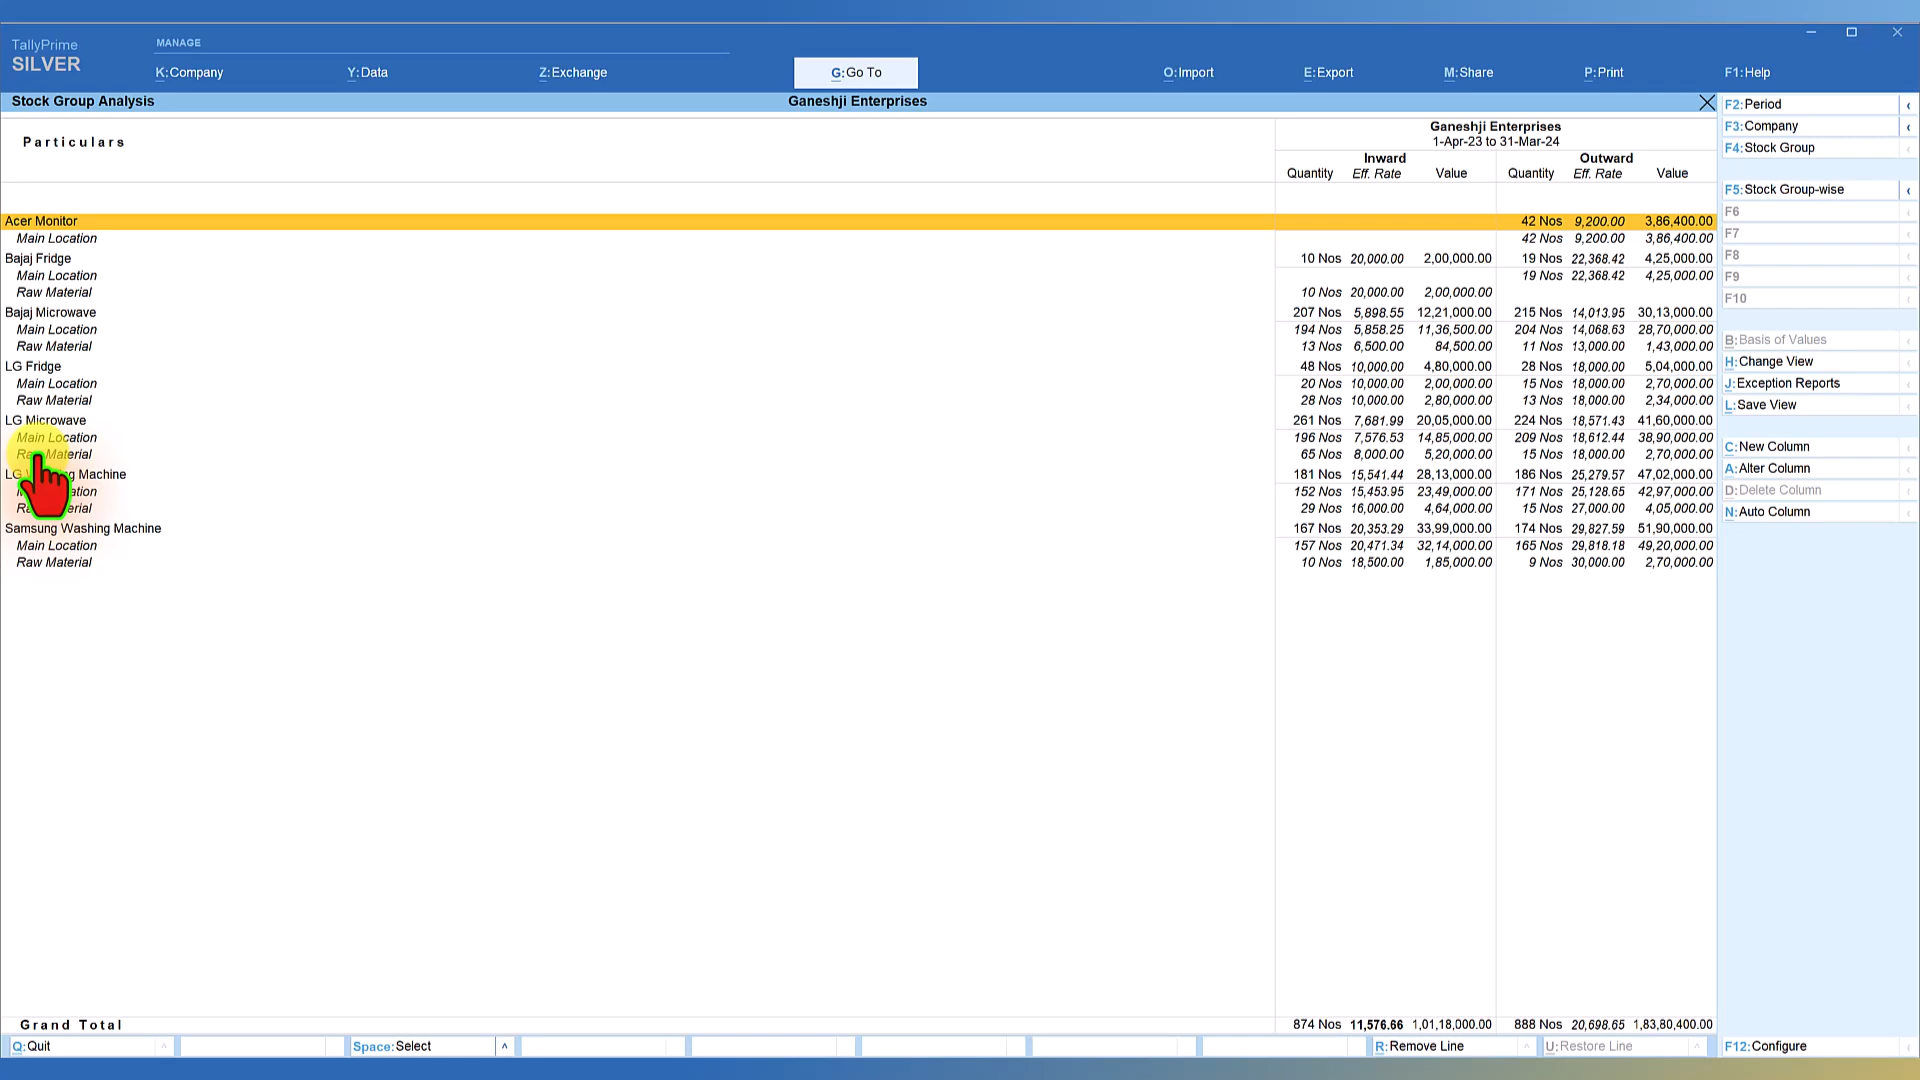 TallyPrime
SILVER
MANAGE
K:Company Y:Data Z:Exchange G:Go To O:Import E:Export M:Share P:Print F1:Help
Stock Group Analysis Ganeshji Enterprises
Particulars
Ganeshji Enterprises
1-Apr-23 to 31-Mar-24
Inward Outward
Quantity Eff. Rate Value Quantity Eff. Rate Value
Acer Monitor 42 Nos 9,200.00 3,86,400.00
Main Location 42 Nos 9,200.00 3,86,400.00
Bajaj Fridge 10 Nos 20,000.00 2,00,000.00 19 Nos 22,368.42 4,25,000.00
Main Location 19 Nos 22,368.42 4,25,000.00
Raw Material 10 Nos 20,000.00 2,00,000.00
Bajaj Microwave 207 Nos 5,898.55 12,21,000.00 215 Nos 14,013.95 30,13,000.00
Main Location 194 Nos 5,858.25 11,36,500.00 204 Nos 14,068.63 28,70,000.00
Raw Material 13 Nos 6,500.00 84,500.00 11 Nos 13,000.00 1,43,000.00
LG Fridge 48 Nos 10,000.00 4,80,000.00 28 Nos 18,000.00 5,04,000.00
Main Location 20 Nos 10,000.00 2,00,000.00 15 Nos 18,000.00 2,70,000.00
Raw Material 28 Nos 10,000.00 2,80,000.00 13 Nos 18,000.00 2,34,000.00
LG Microwave 261 Nos 7,681.99 20,05,000.00 224 Nos 18,571.43 41,60,000.00
Main Location 196 Nos 7,576.53 14,85,000.00 209 Nos 18,612.44 38,90,000.00
Material 65 Nos 8,000.00 5,20,000.00 15 Nos 18,000.00 2,70,000.00
LG Machine 181 Nos 15,541.44 28,13,000.00 186 Nos 25,279.57 47,02,000.00
152 Nos 15,453.95 23,49,000.00 171 Nos 25,128.65 42,97,000.00
29 Nos 16,000.00 4,64,000.00 15 Nos 27,000.00 4,05,000.00
Samsung Washing Machine 167 Nos 20,353.29 33,99,000.00 174 Nos 29,827.59 51,90,000.00
Main Location 157 Nos 20,471.34 32,14,000.00 165 Nos 29,818.18 49,20,000.00
Raw Material 10 Nos 18,500.00 1,85,000.00 9 Nos 30,000.00 2,70,000.00
Grand Total 874 Nos 11,576.66 1,01,18,000.00 888 Nos 20,698.65 1,83,80,400.00
F2:Period
F3:Company
F4:Stock Group
F5:Stock Group-wise
F6
F7
F8
F9
F10
B:Basis of Values
H:Change View
J:Exception Reports
L:Save View
C:New Column
A:Alter Column
D:Delete Column
N:Auto Column
Q:Quit Space:Select R:Remove Line U:Restore Line F12:Configure